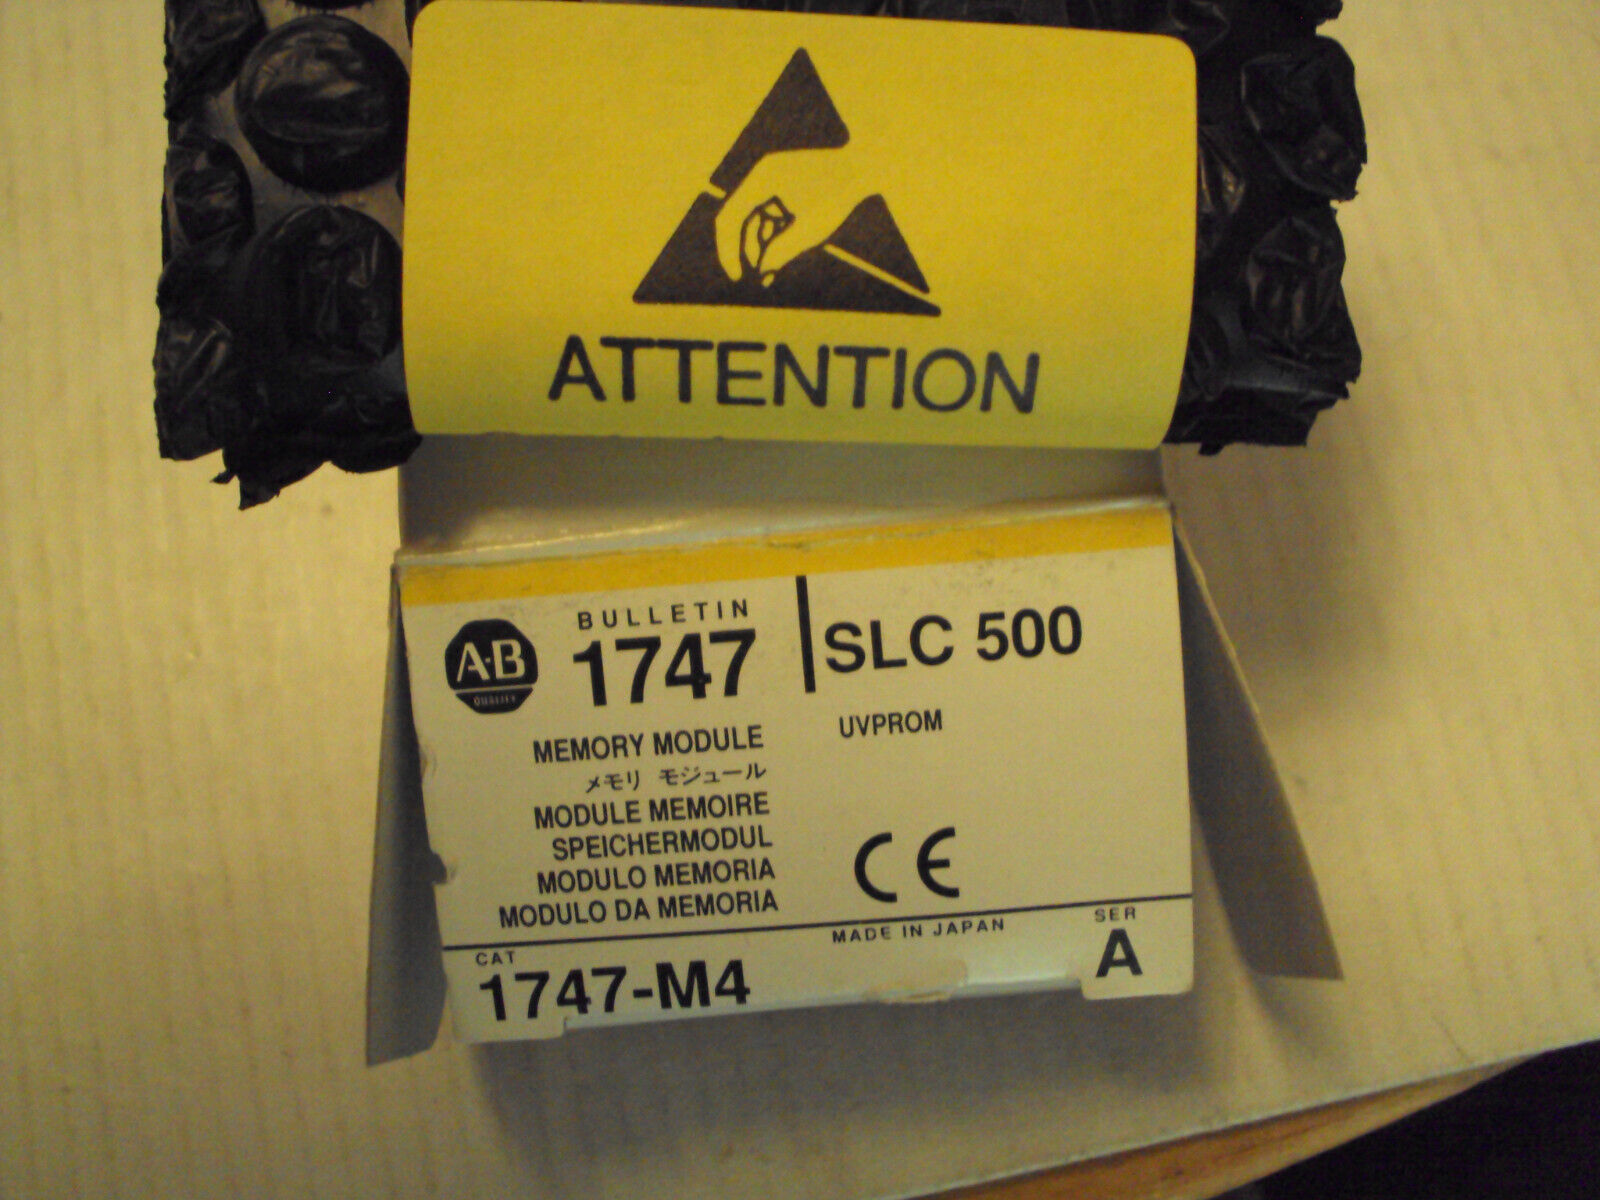 ATTENTION
A·B
QUALITY
BULLETIN
1747
SLC 500
MEMORY MODULE
UVPROM
メモリ モジュール
MODULE MEMOIRE
SPEICHERMODUL
MODULO MEMORIA
MODULO DA MEMORIA
CE
MADE IN JAPAN
CAT
1747-M4
SER
A